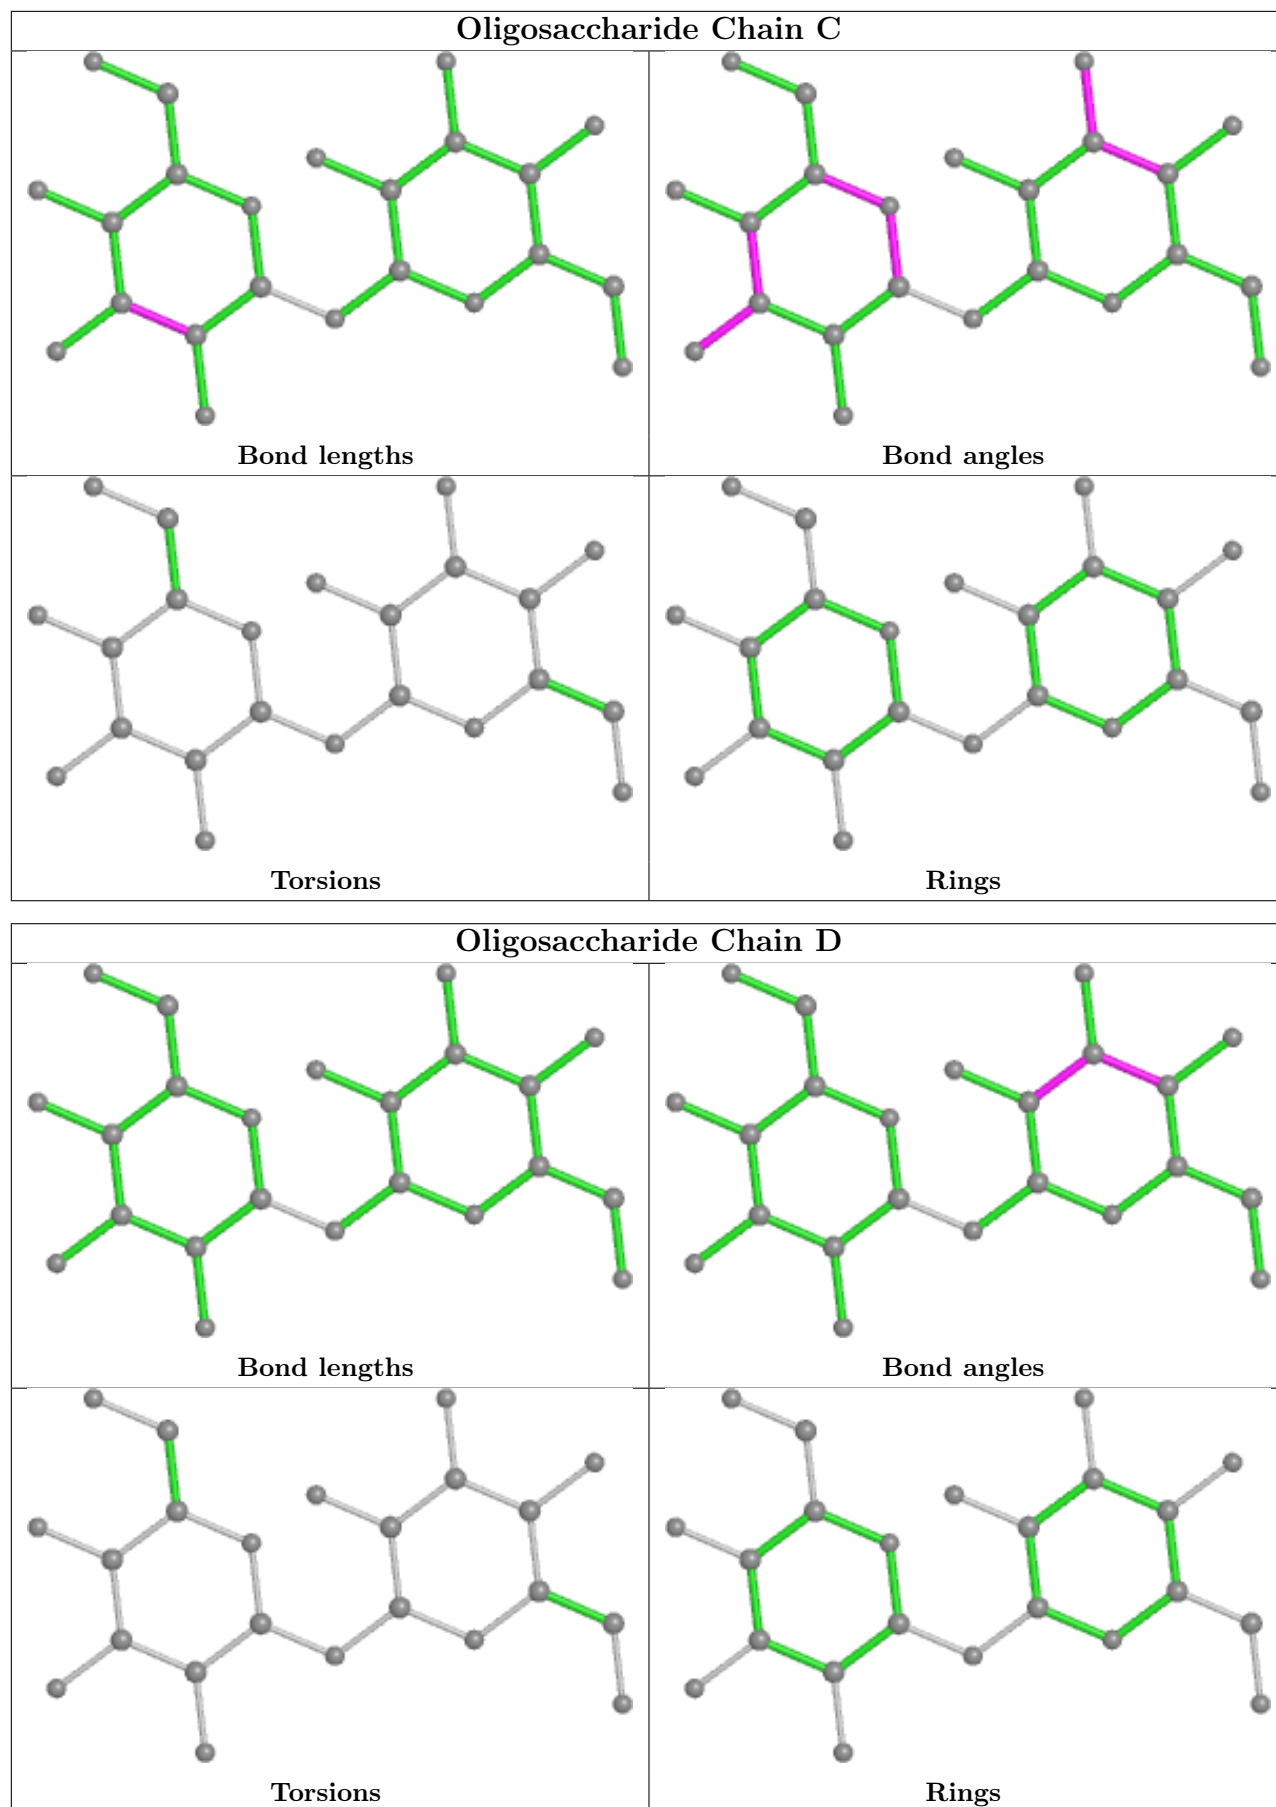 Oligosaccharide Chain C
Bond lengths
Bond angles
Torsions
Rings
Oligosaccharide Chain D
Bond lengths
Bond angles
Torsions
Rings